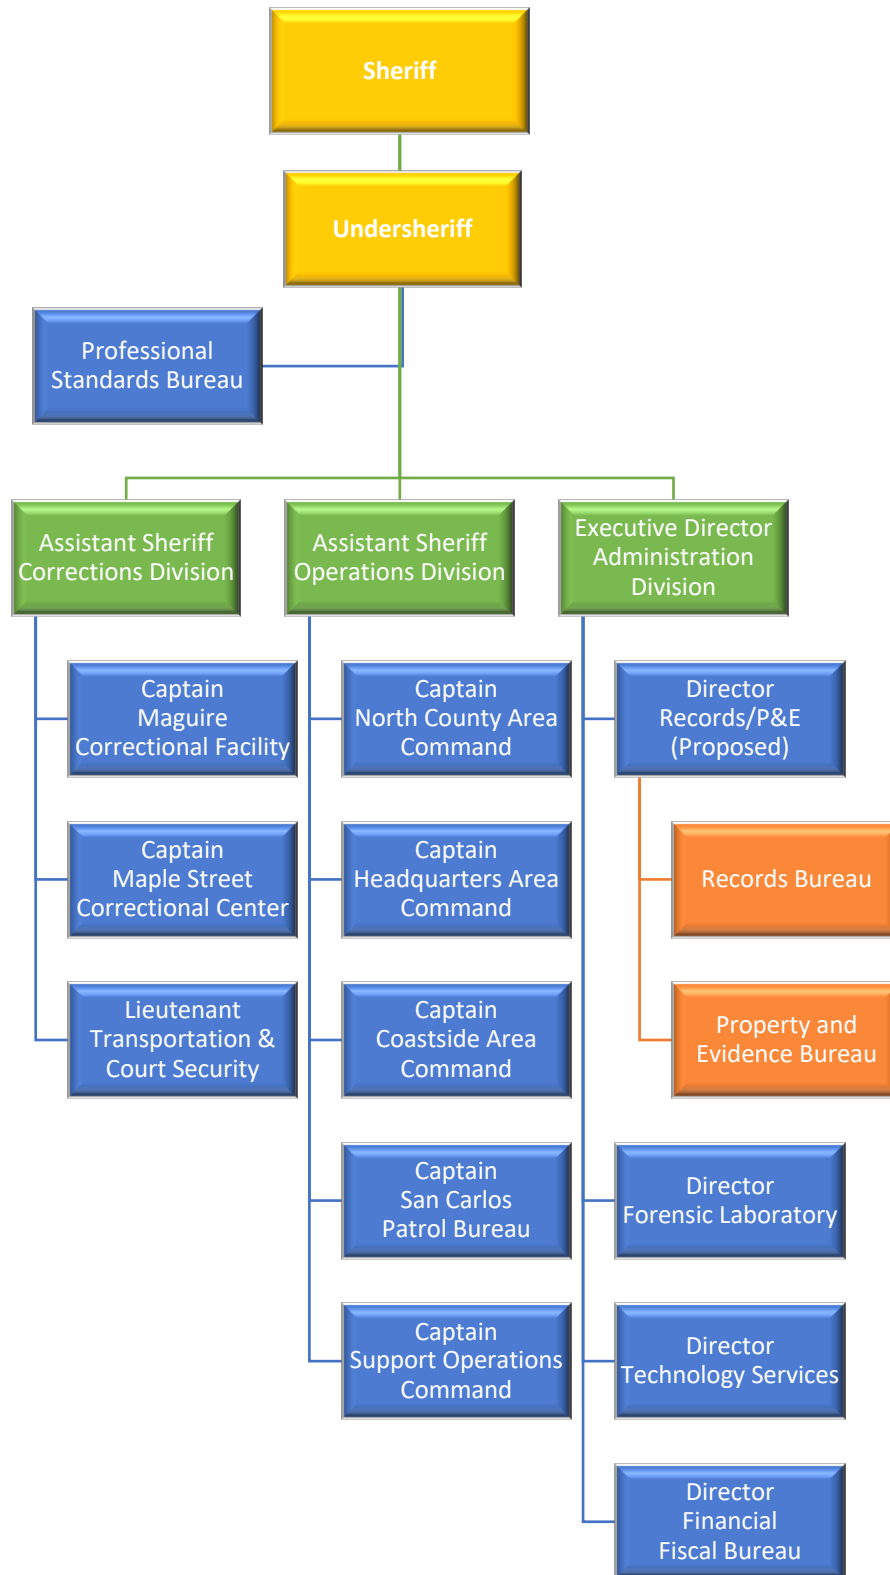 Sheriff
Undersheriff
Professional
Standards Bureau
Assistant Sheriff
Corrections Division
Assistant Sheriff
Operations Division
Executive Director
Administration
Division
Captain
Maguire
Correctional Facility
Captain
Maple Street
Correctional Center
Lieutenant
Transportation &
Court Security
Captain
North County Area
Command
Captain
Headquarters Area
Command
Captain
Coastside Area
Command
Captain
San Carlos
Patrol Bureau
Captain
Support Operations
Command
Director
Records/P&E
(Proposed)
Records Bureau
Property and
Evidence Bureau
Director
Forensic Laboratory
Director
Technology Services
Director
Financial
Fiscal Bureau